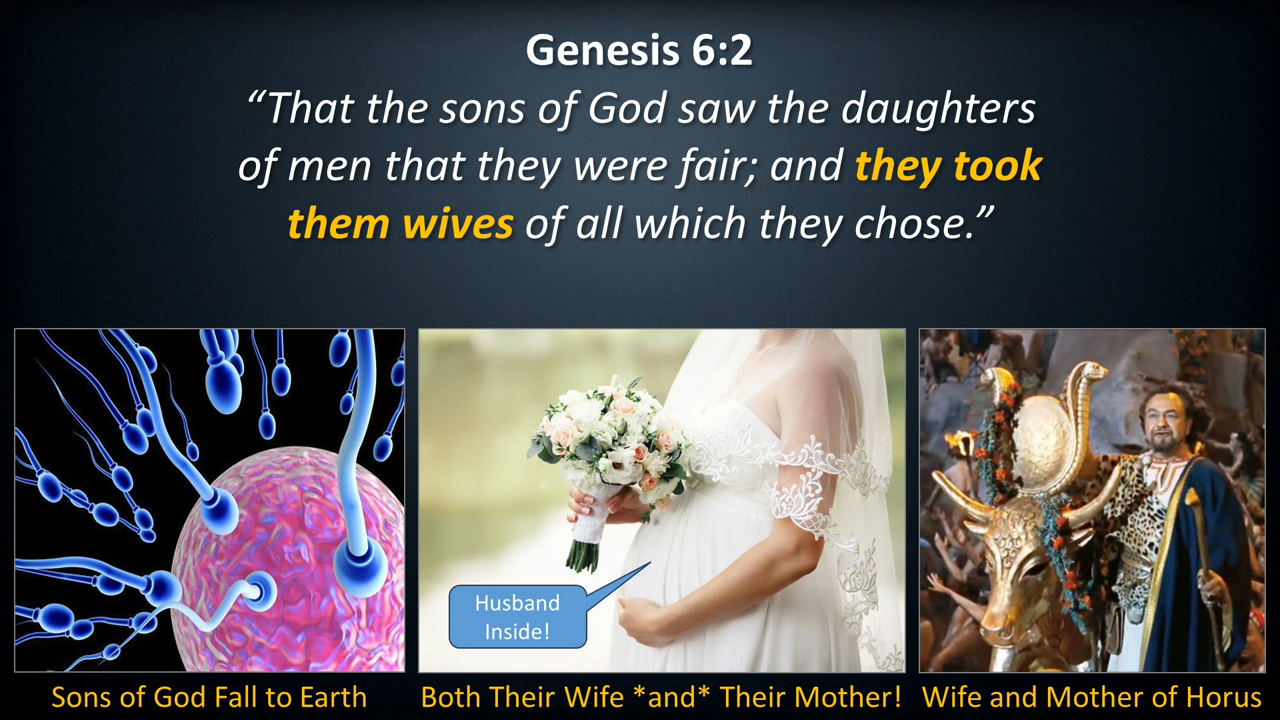 Genesis 6:2
“That the sons of God saw the daughters
of men that they were fair; and they took
them wives of all which they chose.”
Husband
Inside!
Sons of God Fall to Earth
Both Their Wife *and* Their Mother!
Wife and Mother of Horus